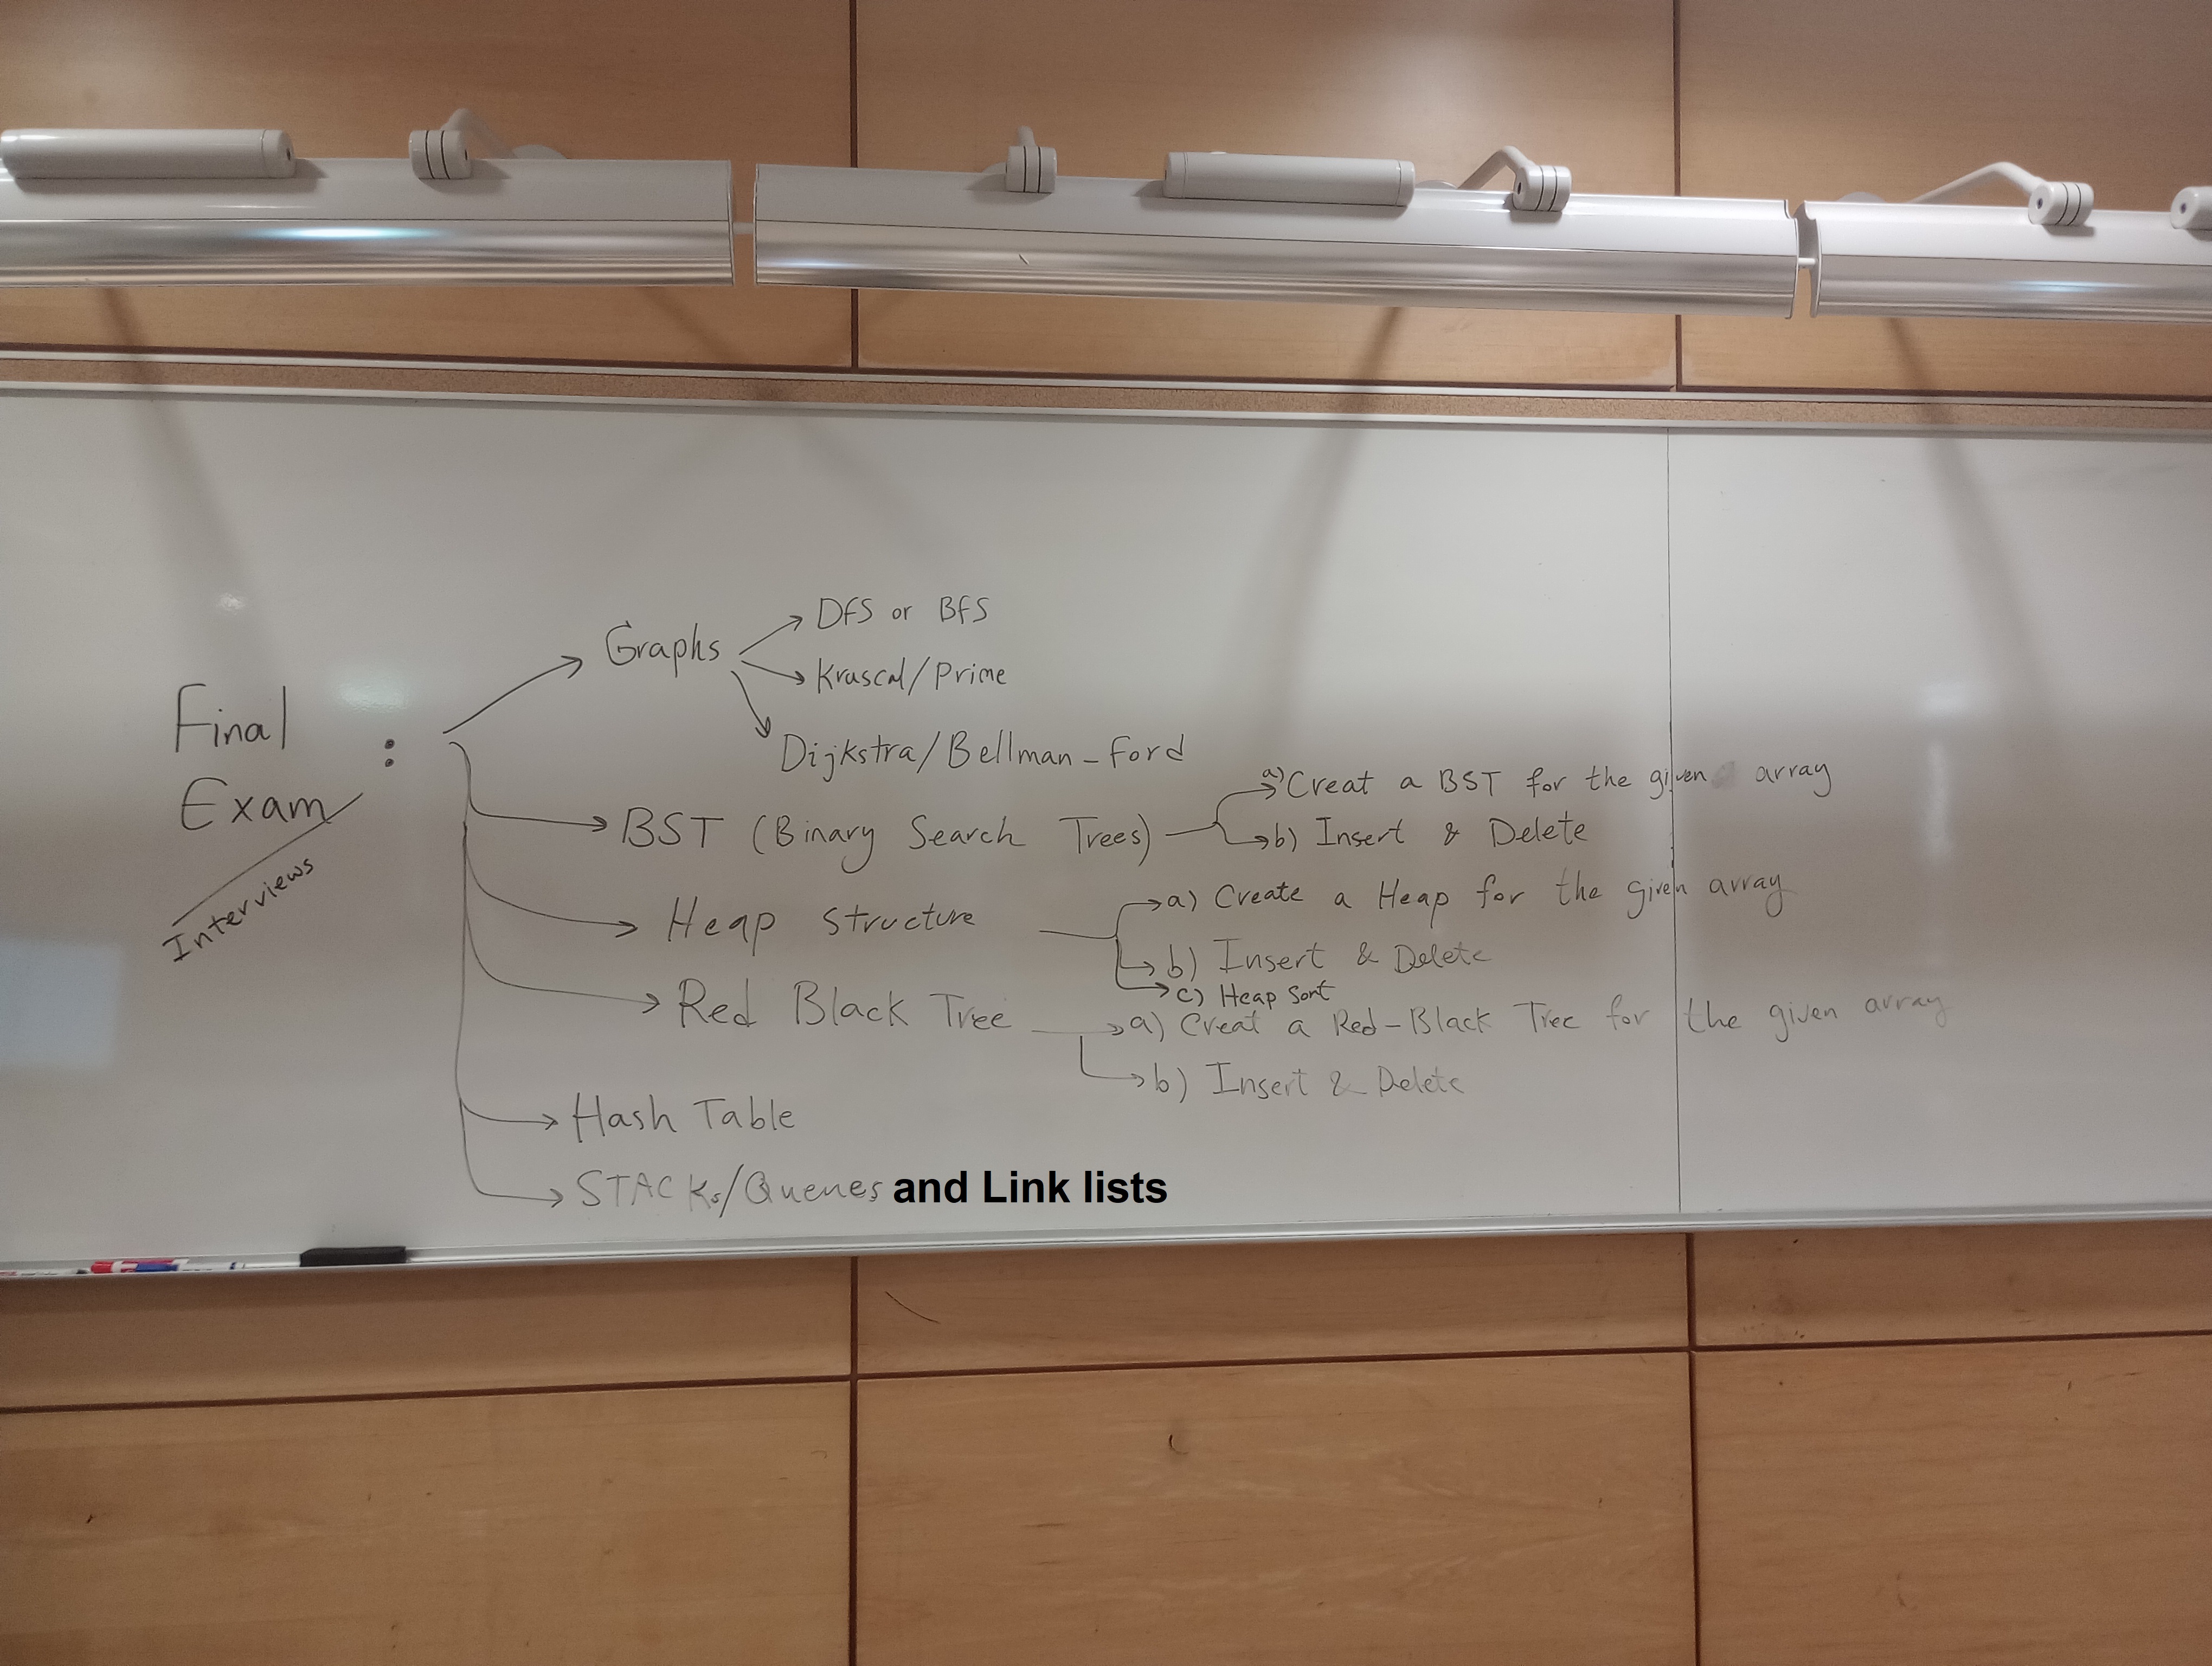 Final
Exam
:
Interviews
Graphs
DFS or BFS
Kruscal/Prime
Dijkstra/Bellman-Ford
BST (Binary Search Trees)
a) Creat a BST for the given array
b) Insert & Delete
Heap structure
a) Create a Heap for the given array
b) Insert & Delete
c) Heap Sort
Red Black Tree
a) Creat a Red-Black Tree for the given array
b) Insert & Delete
Hash Table
STACKs/Queues and Link lists